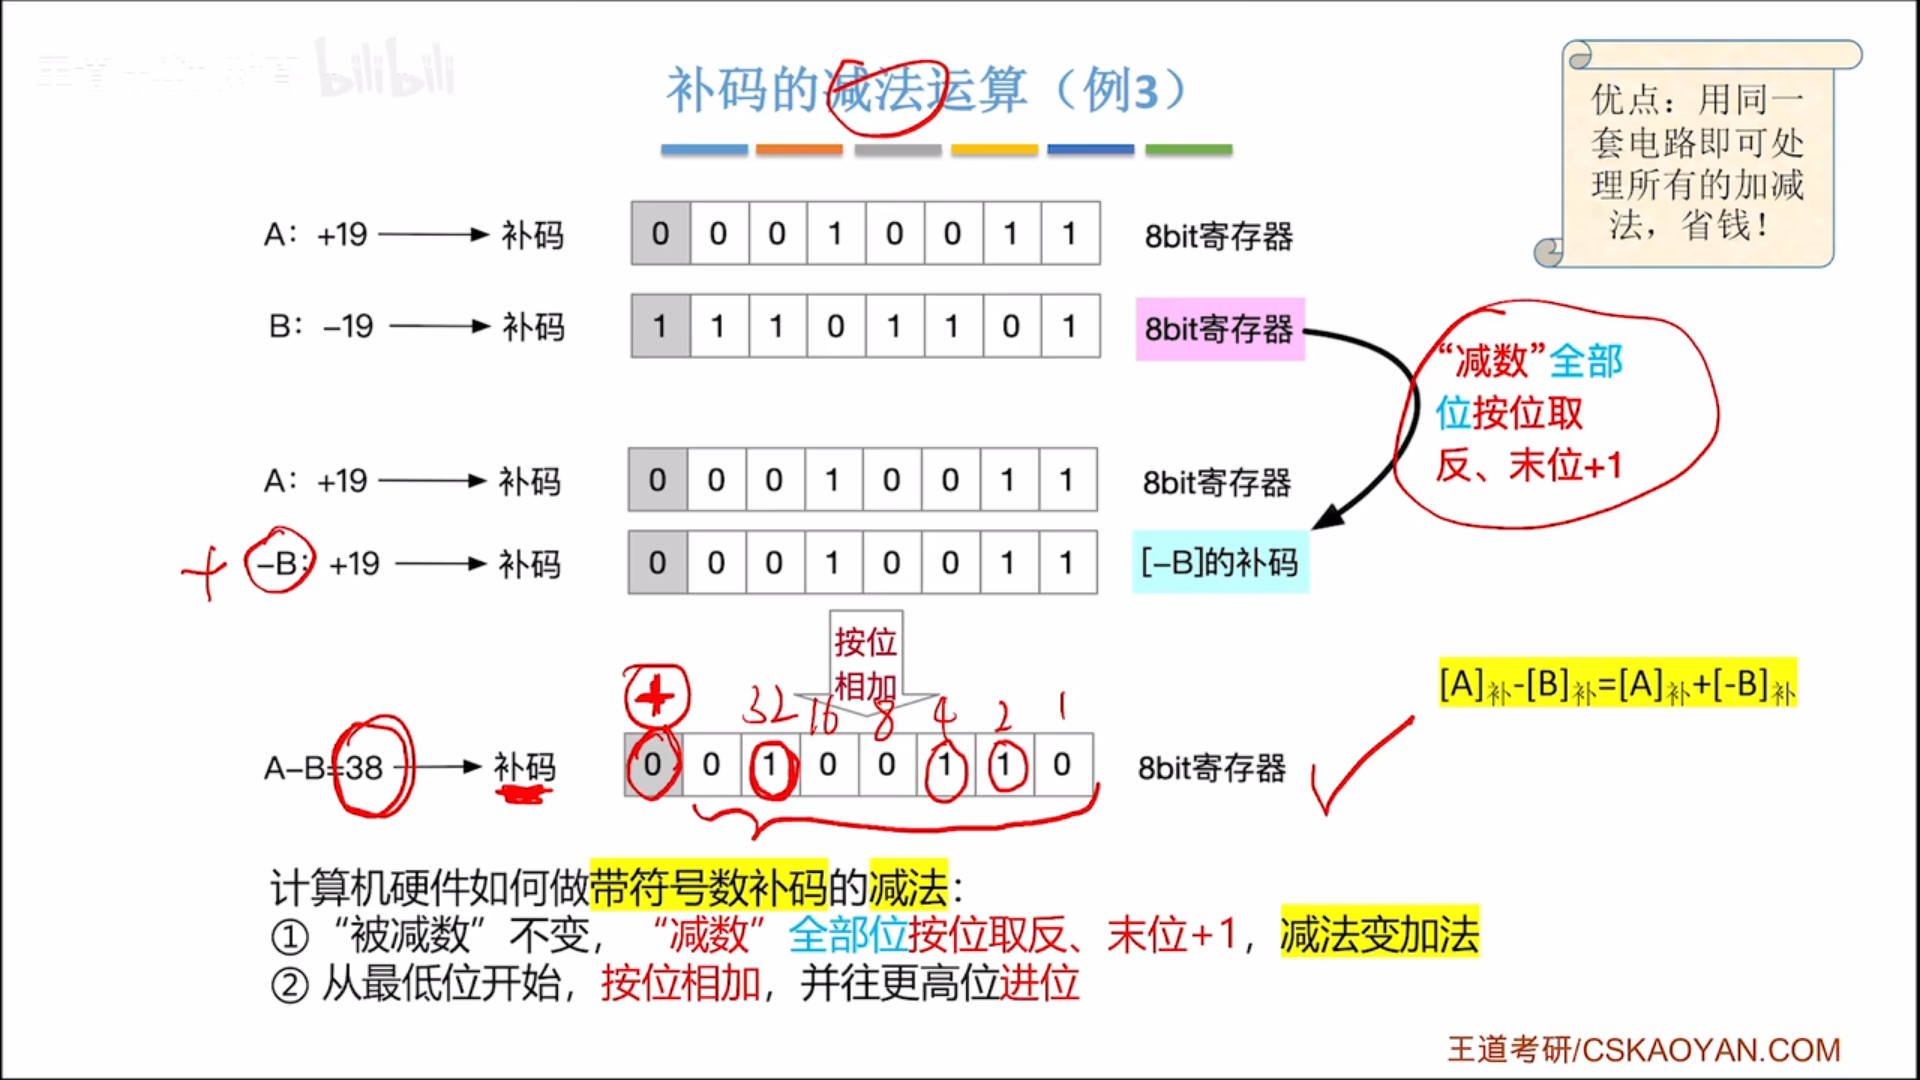 bilibili
补码的减法运算（例3）
优点：用同一
套电路即可处
理所有的加减
法，省钱！
A： +19 补码 0 0 0 1 0 0 1 1 8bit寄存器
B： −19 补码 1 1 1 0 1 1 0 1 8bit寄存器
“减数”全部
位按位取
反、末位+1
A： +19 补码 0 0 0 1 0 0 1 1 8bit寄存器
+ −B： +19 补码 0 0 0 1 0 0 1 1 [−B]的补码
按位
相加
[A]补-[B]补=[A]补+[-B]补
+ 32 16 8 4 2 1
A−B=38 补码 0 0 1 0 0 1 1 0 8bit寄存器
计算机硬件如何做带符号数补码的减法：
① “被减数”不变，“减数”全部位按位取反、末位+1，减法变加法
② 从最低位开始，按位相加，并往更高位进位
王道考研/CSKAOYAN.COM